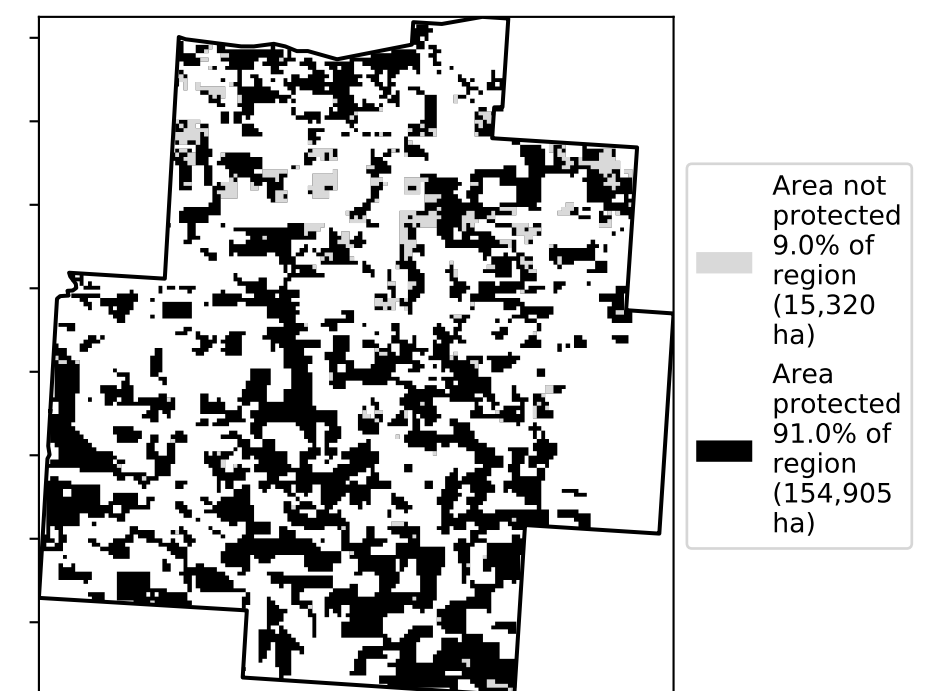 Area not
protected
9.0% of
region
(15,320
ha)
Area
protected
91.0% of
region
(154,905
ha)